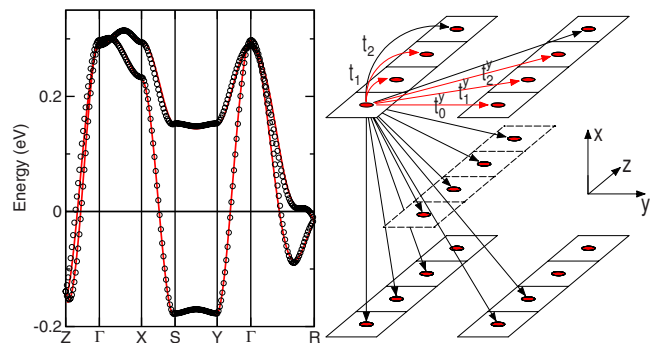 Energy (eV)
0.2
0
-0.2
Z Γ X S Y Γ R
t₂
t₁
t₂ʸ
t₁ʸ
t₀ʸ
x
z
y